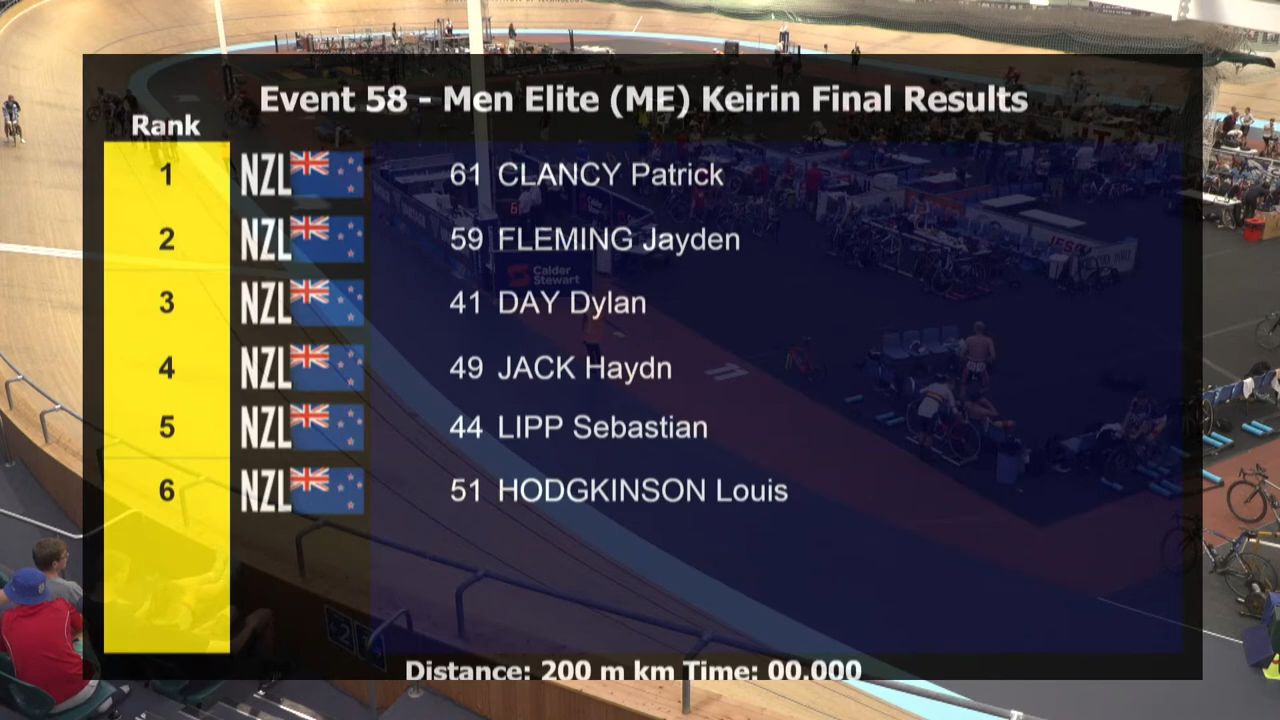 Event 58 - Men Elite (ME) Keirin Final Results
Rank
1 NZL 61 CLANCY Patrick
2 NZL 59 FLEMING Jayden
3 NZL 41 DAY Dylan
4 NZL 49 JACK Haydn
5 NZL 44 LIPP Sebastian
6 NZL 51 HODGKINSON Louis
Calder
Stewart
Distance: 200 m km Time: 00.000